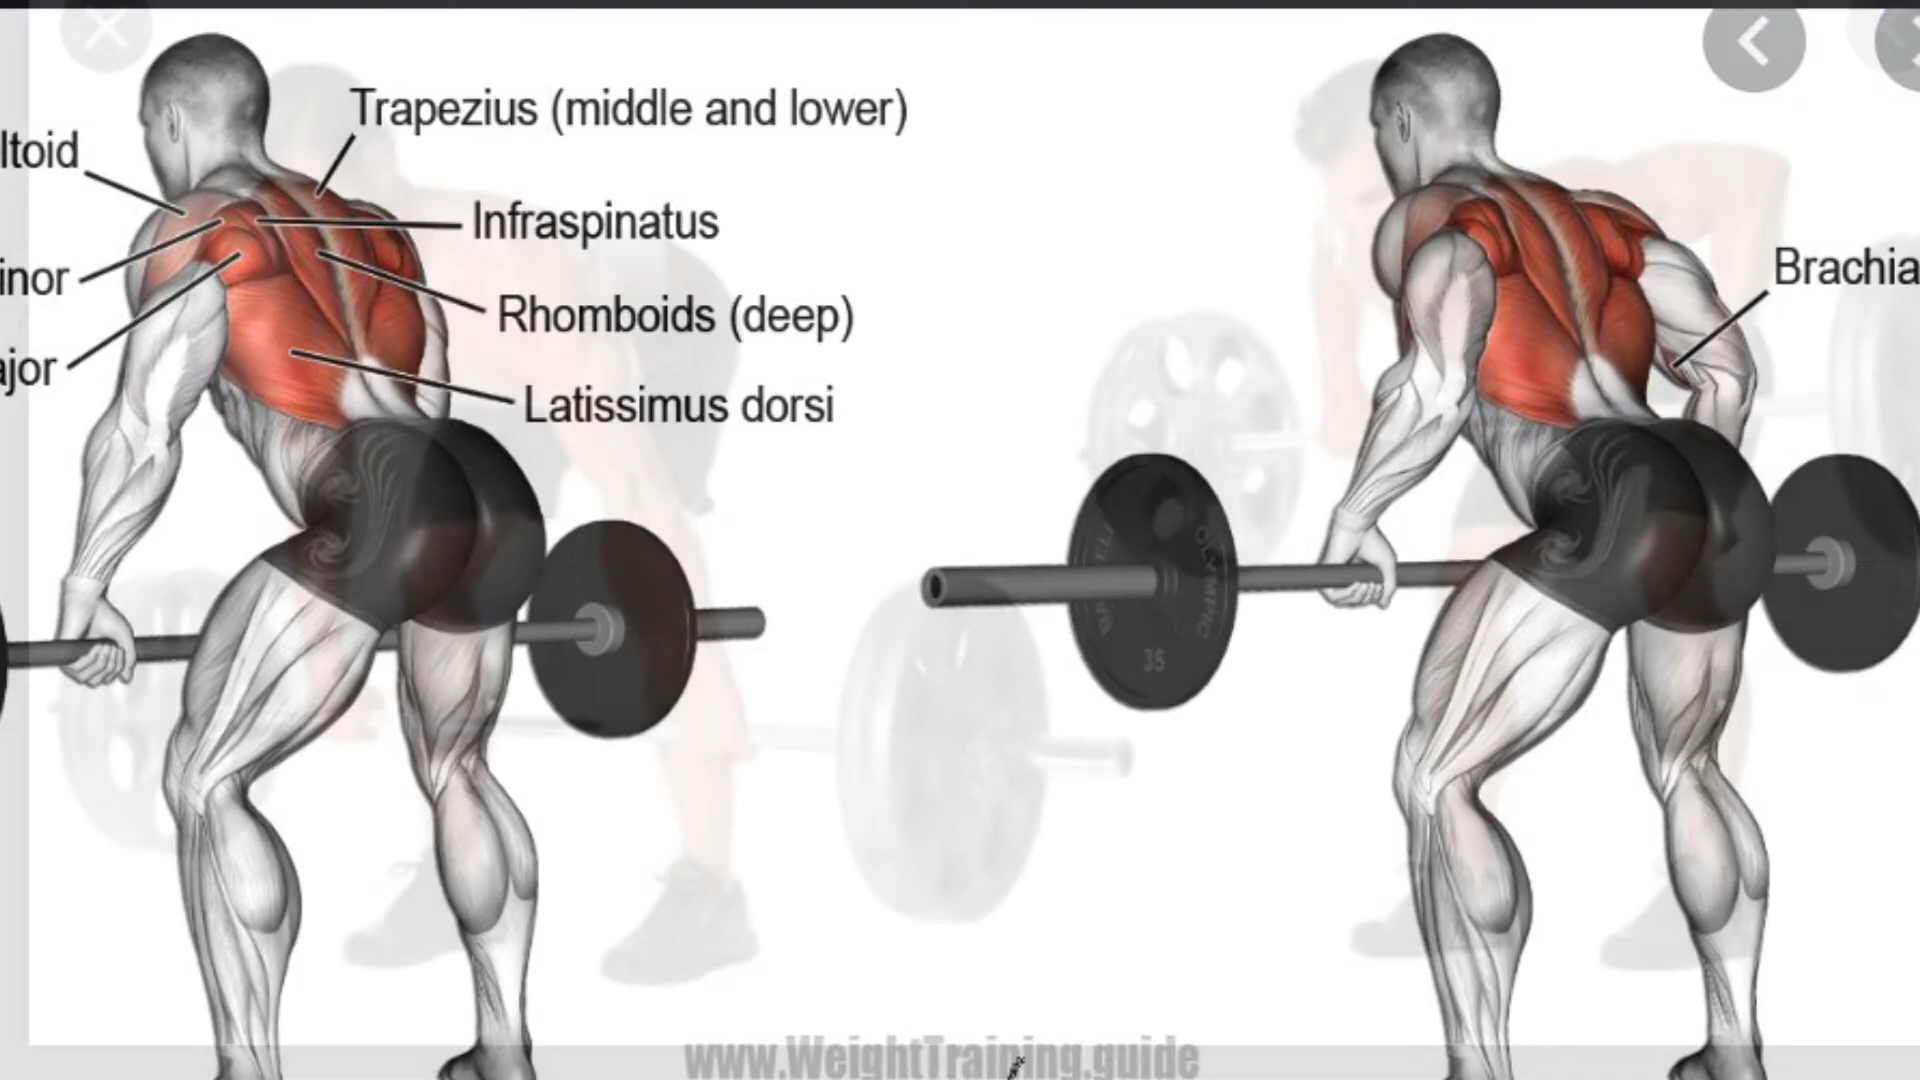 Trapezius (middle and lower)
ltoid
Infraspinatus
inor
Rhomboids (deep)
ajor
Latissimus dorsi
Brachia
OLYMPIC
35
www.WeightTraining.guide